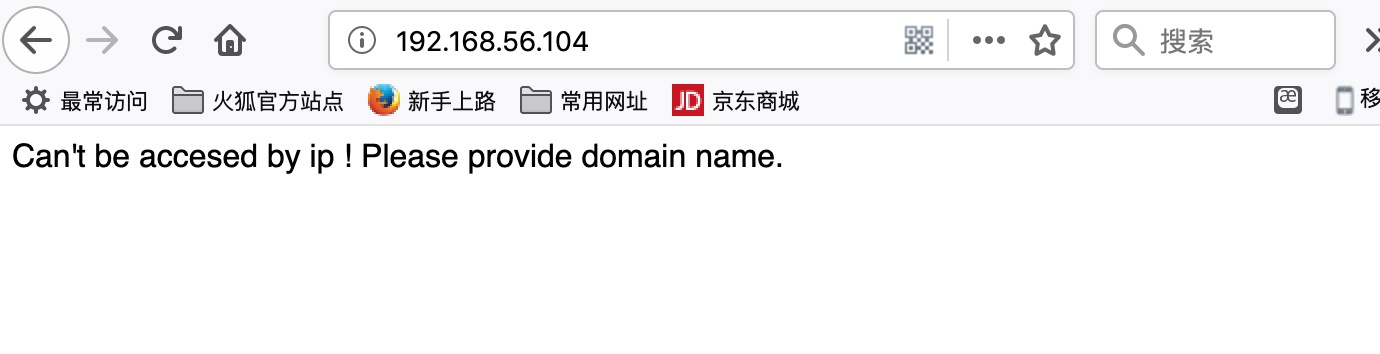 192.168.56.104
搜索
最常访问 火狐官方站点 新手上路 常用网址 JD 京东商城 æ 移
Can't be accesed by ip ! Please provide domain name.